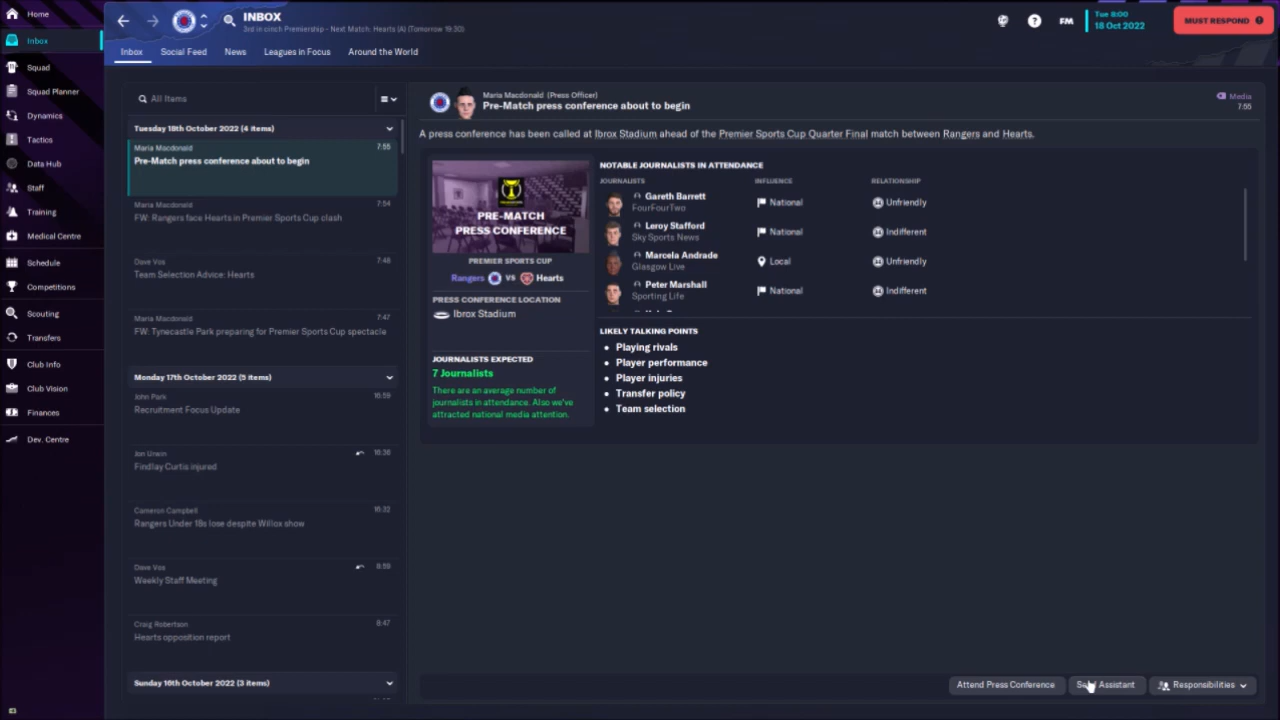 Home
Inbox
Squad
Squad Planner
Dynamics
Tactics
Data Hub
Staff
Training
Medical Centre
Schedule
Competitions
Scouting
Transfers
Club Info
Club Vision
Finances
Dev. Centre
INBOX
3rd in cinch Premiership - Next Match: Hearts (A) (Tomorrow 19:30)
FM
Tue 8:00
18 Oct 2022
MUST RESPOND
Inbox Social Feed News Leagues in Focus Around the World
All Items
Tuesday 18th October 2022 (4 items)
Maria Macdonald 7:55
Pre-Match press conference about to begin
Maria Macdonald 7:54
FW: Rangers face Hearts in Premier Sports Cup clash
Dave Vos 7:48
Team Selection Advice: Hearts
Maria Macdonald 7:47
FW: Tynecastle Park preparing for Premier Sports Cup spectacle
Monday 17th October 2022 (5 items)
John Park 16:59
Recruitment Focus Update
Jon Unwin 16:36
Findlay Curtis injured
Cameron Campbell 16:32
Rangers Under 18s lose despite Willox show
Dave Vos 8:59
Weekly Staff Meeting
Craig Robertson 8:47
Hearts opposition report
Sunday 16th October 2022 (3 items)
Maria Macdonald (Press Officer)
Pre-Match press conference about to begin
Media
7:55
A press conference has been called at Ibrox Stadium ahead of the Premier Sports Cup Quarter Final match between Rangers and Hearts.
PRE-MATCH
PRESS CONFERENCE
PREMIER SPORTS CUP
Rangers VS Hearts
PRESS CONFERENCE LOCATION
Ibrox Stadium
JOURNALISTS EXPECTED
7 Journalists
There are an average number of
journalists in attendance. Also we've
attracted national media attention.
NOTABLE JOURNALISTS IN ATTENDANCE
JOURNALISTS INFLUENCE RELATIONSHIP
Gareth Barrett
FourFourTwo
National Unfriendly
Leroy Stafford
Sky Sports News
National Indifferent
Marcela Andrade
Glasgow Live
Local Unfriendly
Peter Marshall
Sporting Life
National Indifferent
LIKELY TALKING POINTS
Playing rivals
Player performance
Player injuries
Transfer policy
Team selection
Attend Press Conference
Assistant
Responsibilities